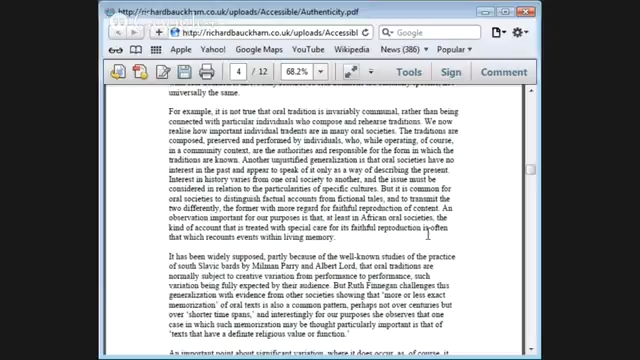 http://richardbauckham.co.uk/uploads/Accessible/Authenticity.pdf
http://richardbauckham.co.uk/uploads/Accessibl
Google
Apple Yahoo! Google Maps YouTube Wikipedia News (386) Popular
4 / 12 68.2% Tools Sign Comment
universally the same.
For example, it is not true that oral tradition is invariably communal, rather than being
connected with particular individuals who compose and rehearse traditions. We now
realise how important individual tradents are in many oral societies. The traditions are
composed, preserved and performed by individuals, who, while operating, of course,
in a community context, are the authorities and responsible for the form in which the
traditions are known. Another unjustified generalization is that oral societies have no
interest in the past and appear to speak of it only as a way of describing the present.
Interest in history varies from one oral society to another, and the issue must be
considered in relation to the particularities of specific cultures. But it is common for
oral societies to distinguish factual accounts from fictional tales, and to transmit the
two differently, the former with more regard for faithful reproduction of content. An
observation important for our purposes is that, at least in African oral societies, the
kind of account that is treated with special care for its faithful reproduction is often
that which recounts events within living memory.
It has been widely supposed, partly because of the well-known studies of the practice
of south Slavic bards by Milman Parry and Albert Lord, that oral traditions are
normally subject to creative variation from performance to performance, such
variation being fully expected by their audience. But Ruth Finnegan challenges this
generalization with evidence from other societies showing that ‘more or less exact
memorization’ of oral texts is also a common pattern, perhaps not over centuries but
over ‘shorter time spans,’ and interestingly for our purposes she observes that one
case in which such memorization may be thought particularly important is that of
‘texts that have a definite religious value or function.’
An important point about significant variation, where it does occur, as, of course, it